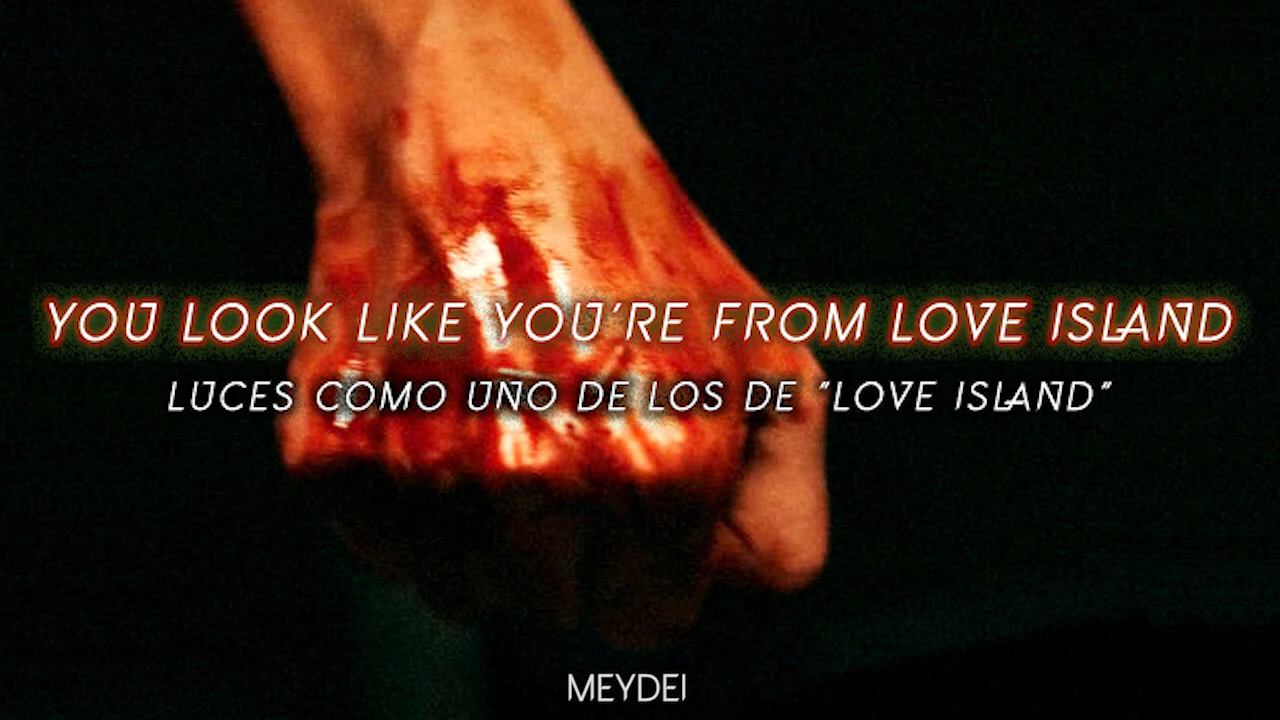 YOU LOOK LIKE YOU'RE FROM LOVE ISLAND
LUCES COMO UNO DE LOS DE "LOVE ISLAND"
MEYDEI